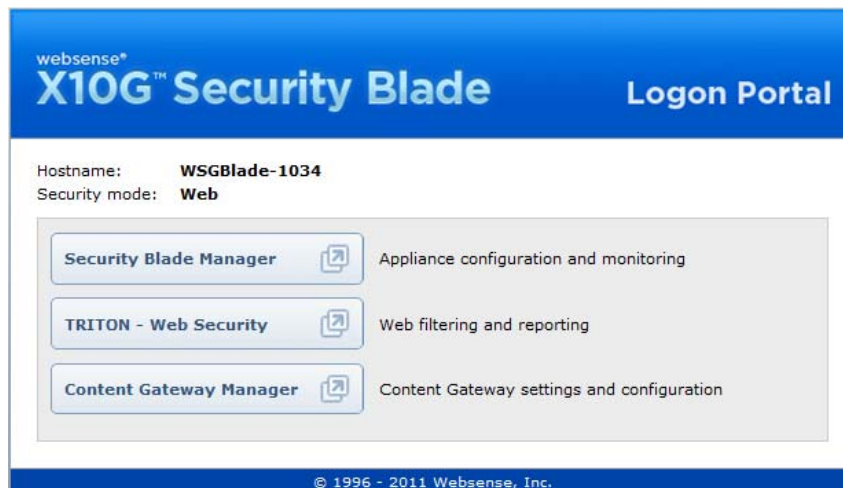 websense®
X10G™ Security Blade
Logon Portal
Hostname: WSGBlade-1034
Security mode: Web
Security Blade Manager
Appliance configuration and monitoring
TRITON - Web Security
Web filtering and reporting
Content Gateway Manager
Content Gateway settings and configuration
© 1996 - 2011 Websense, Inc.